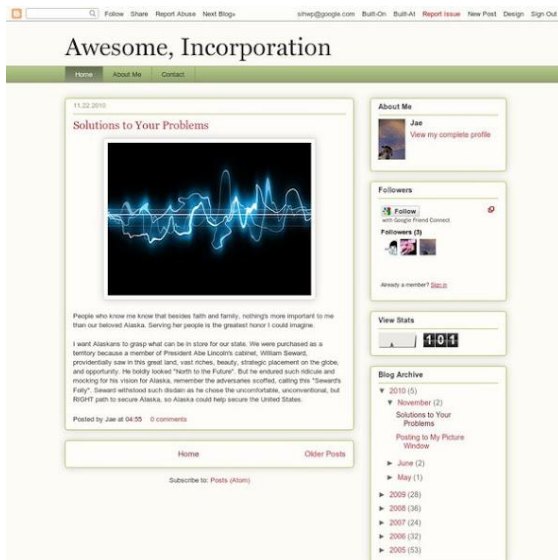 Follow Share Report Abuse Next Blog» sihwp@google.com Built-On Built-At Report Issue New Post Design Sign Out
Awesome, Incorporation
Home About Me Contact
11.22.2010
Solutions to Your Problems
People who know me know that besides faith and family, nothing's more important to me
than our beloved Alaska. Serving her people is the greatest honor I could imagine.
I want Alaskans to grasp what can be in store for our state. We were purchased as a
territory because a member of President Abe Lincoln's cabinet, William Seward,
providentially saw in this great land, vast riches, beauty, strategic placement on the globe,
and opportunity. He boldly looked "North to the Future". But he endured such ridicule and
mocking for his vision for Alaska, remember the adversaries scoffed, calling this "Seward's
Folly". Seward withstood such disdain as he chose the uncomfortable, unconventional, but
RIGHT path to secure Alaska, so Alaska could help secure the United States.
Posted by Jae at 04:55 0 comments
Home Older Posts
Subscribe to: Posts (Atom)
About Me
Jae
View my complete profile
Followers
Follow
with Google Friend Connect
Followers (3)
Already a member? Sign in
View Stats
101
Blog Archive
▼ 2010 (5)
▼ November (2)
Solutions to Your
Problems
Posting to My Picture
Window
► June (2)
► May (1)
► 2009 (28)
► 2008 (36)
► 2007 (24)
► 2006 (32)
► 2005 (53)